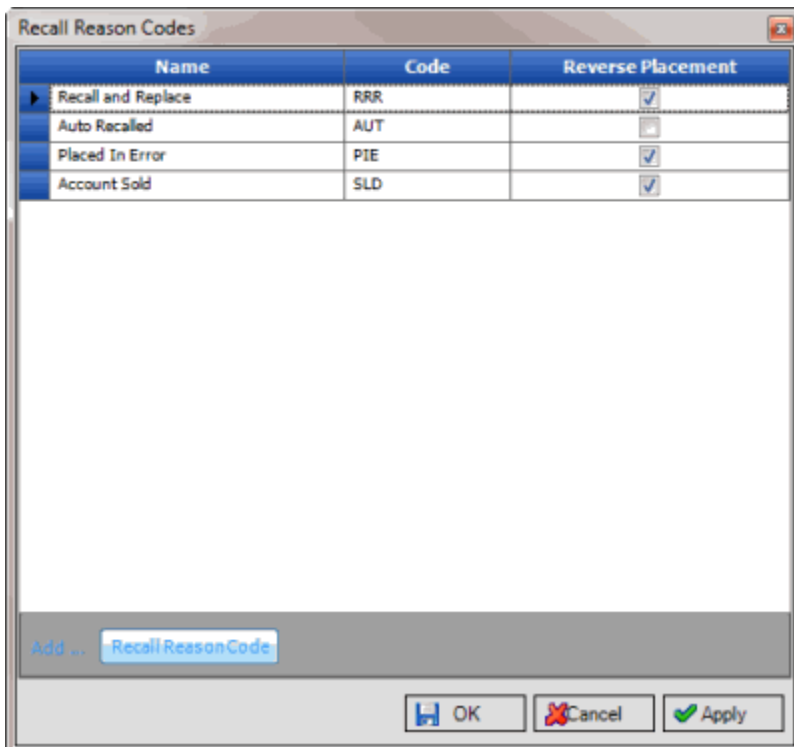 Recall Reason Codes
Name Code Reverse Placement
Recall and Replace RRR
Auto Recalled AUT
Placed In Error PIE
Account Sold SLD
Add ... Recall Reason Code
OK Cancel Apply